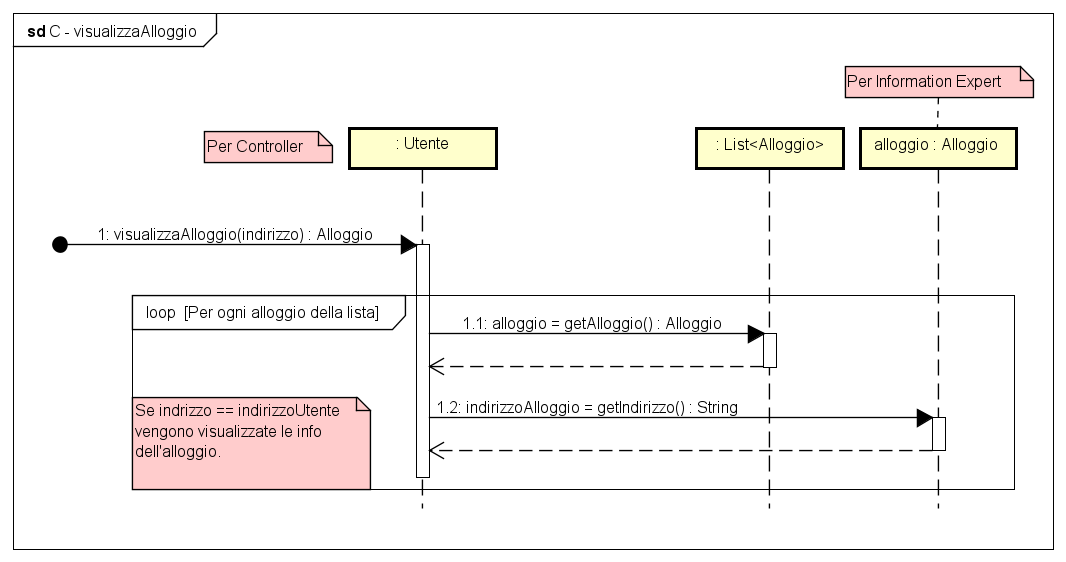 sd C - visualizzaAlloggio
Per Information Expert
Per Controller
: Utente
: List<Alloggio>
alloggio : Alloggio
1: visualizzaAlloggio(indirizzo) : Alloggio
loop [Per ogni alloggio della lista]
1.1: alloggio = getAlloggio() : Alloggio
1.2: indirizzoAlloggio = getIndirizzo() : String
Se indrizzo == indirizzoUtente
vengono visualizzate le info
dell'alloggio.